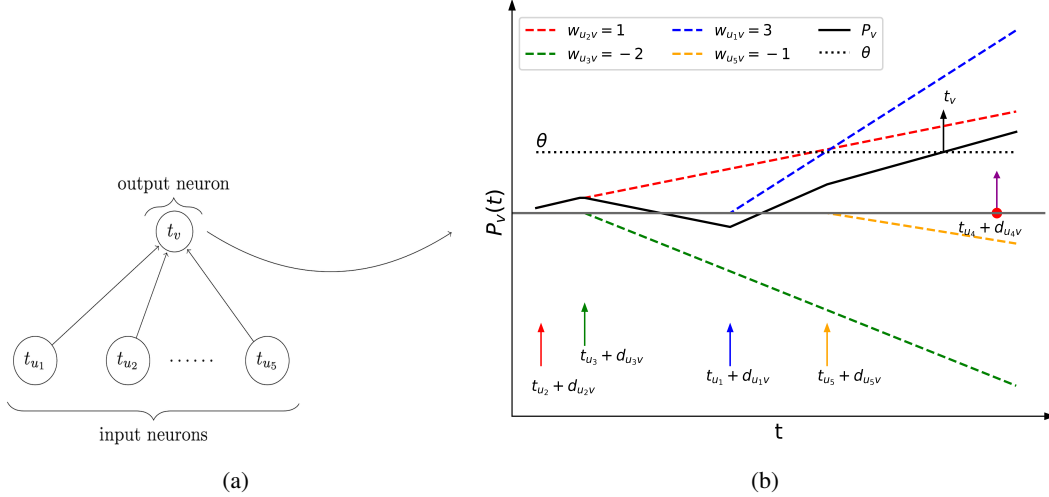 output neuron
t_v
t_{u_1} t_{u_2} ...... t_{u_5}
input neurons
(a)
w_{u_2v} = 1 w_{u_1v} = 3 P_v
w_{u_3v} = −2 w_{u_5v} = −1 θ
t_v
θ
P_v(t)
t_{u_4} + d_{u_4v}
t_{u_3} + d_{u_3v}
t_{u_2} + d_{u_2v}
t_{u_1} + d_{u_1v}
t_{u_5} + d_{u_5v}
t
(b)